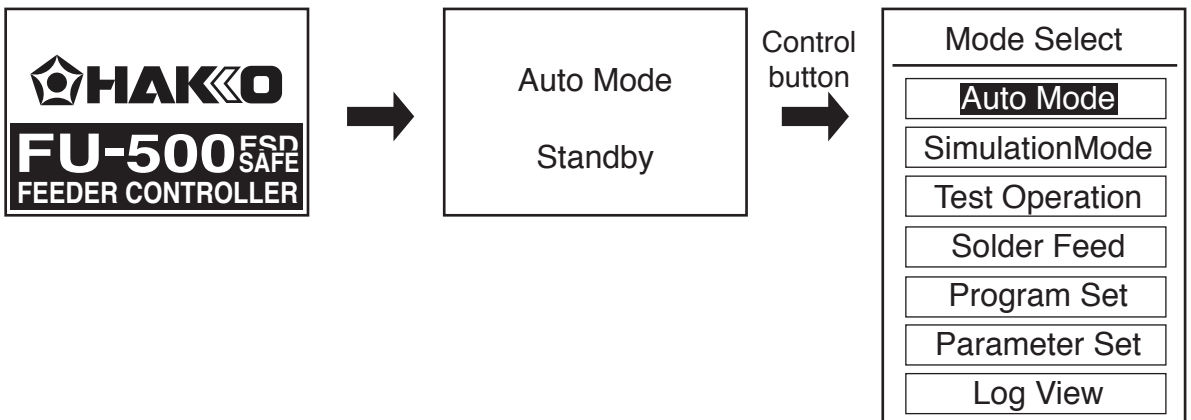 HAKKO
FU-500 ESD SAFE
FEEDER CONTROLLER
Auto Mode
Standby
Control
button
Mode Select
Auto Mode
SimulationMode
Test Operation
Solder Feed
Program Set
Parameter Set
Log View